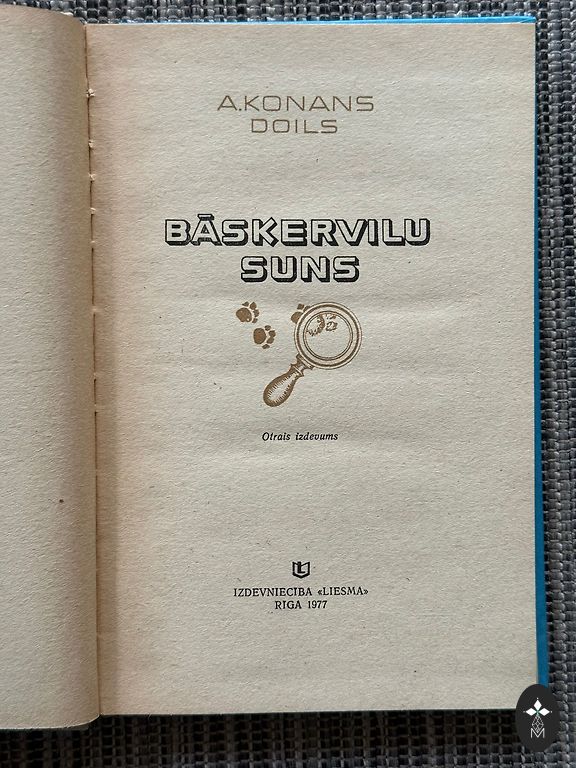 A.KONANS
DOILS
BĀSKERVILU
SUNS
Otrais izdevums
L
IZDEVNIECĪBA «LIESMA»
RĪGA 1977
M